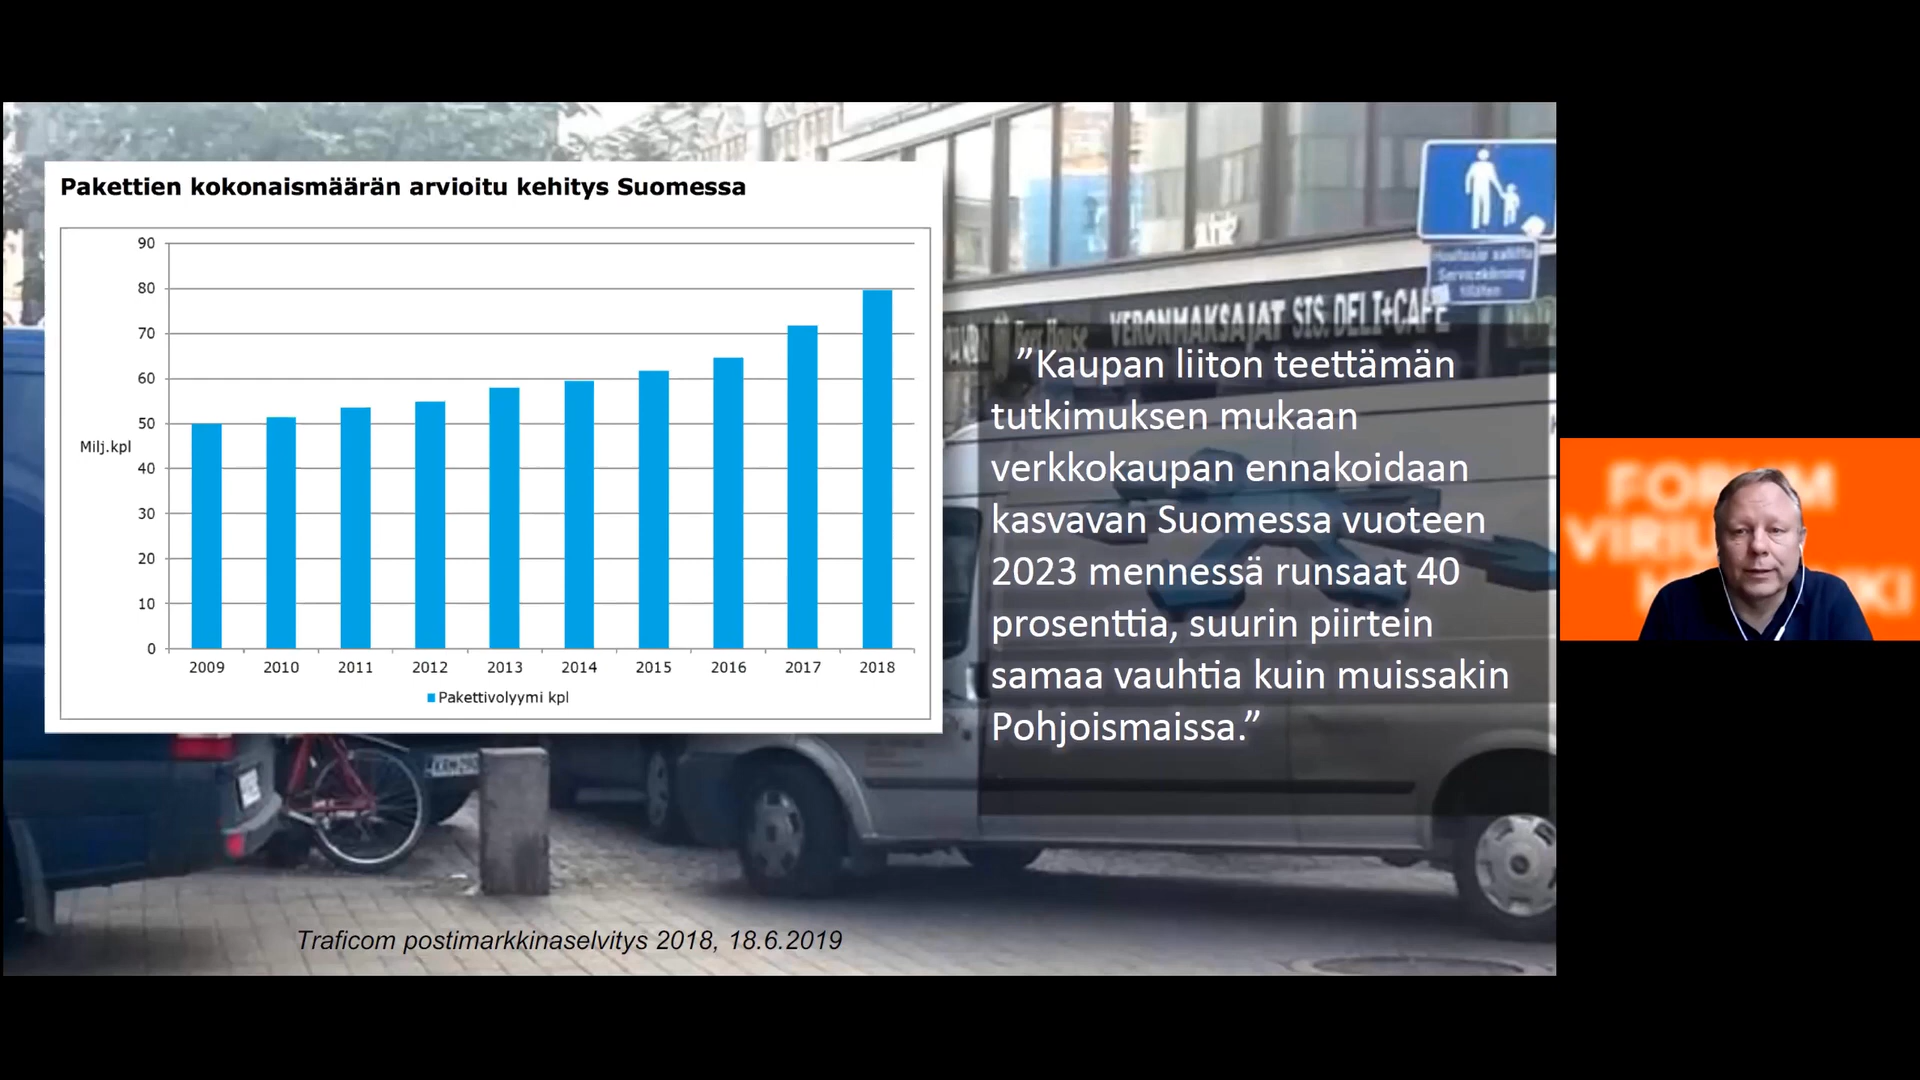 Pakettien kokonaismäärän arvioitu kehitys Suomessa
90
80
70
60
50
Milj.kpl
40
30
20
10
0
2009 2010 2011 2012 2013 2014 2015 2016 2017 2018
Pakettivolyymi kpl
VERONMAKSAJAT SIS. DELI+CAFE
”Kaupan liiton teettämän
tutkimuksen mukaan
verkkokaupan ennakoidaan
kasvavan Suomessa vuoteen
2023 mennessä runsaat 40
prosenttia, suurin piirtein
samaa vauhtia kuin muissakin
Pohjoismaissa.”
Traficom postimarkkinaselvitys 2018, 18.6.2019
FORUM